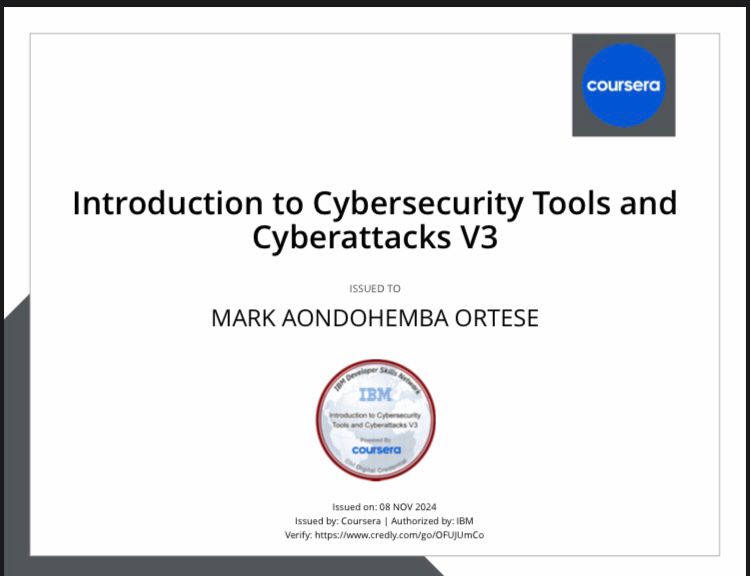 coursera
Introduction to Cybersecurity Tools and
Cyberattacks V3
ISSUED TO
MARK AONDOHEMBA ORTESE
IBM Developer Skills Network
IBM
Introduction to Cybersecurity
Tools and Cyberattacks V3
Powered By
coursera
IBM Digital Credential
Issued on: 08 NOV 2024
Issued by: Coursera | Authorized by: IBM
Verify: https://www.credly.com/go/OFUJUmCo